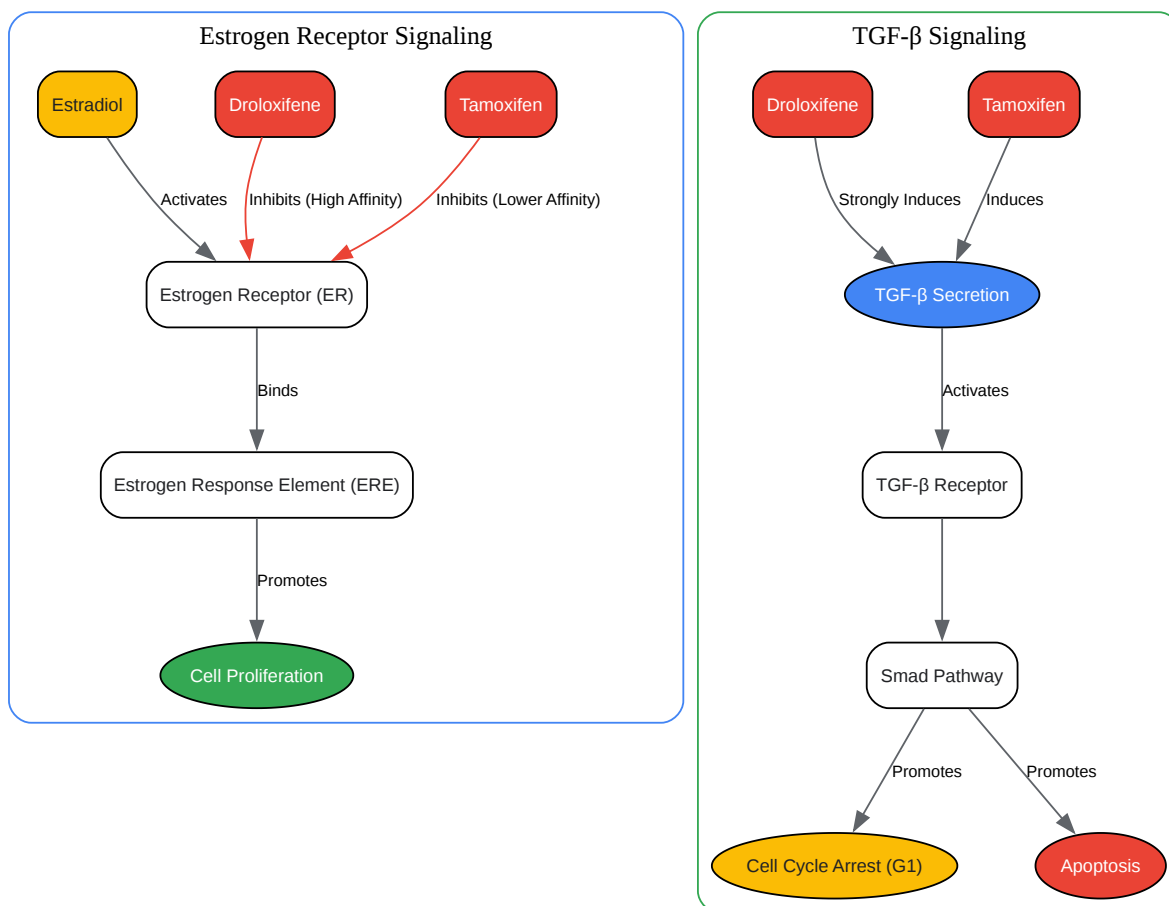 Estrogen Receptor Signaling
Estradiol
Droloxifene
Tamoxifen
Activates
Inhibits (High Affinity)
Inhibits (Lower Affinity)
Estrogen Receptor (ER)
Binds
Estrogen Response Element (ERE)
Promotes
Cell Proliferation
TGF-β Signaling
Droloxifene
Tamoxifen
Strongly Induces
Induces
TGF-β Secretion
Activates
TGF-β Receptor
Smad Pathway
Promotes
Promotes
Cell Cycle Arrest (G1)
Apoptosis